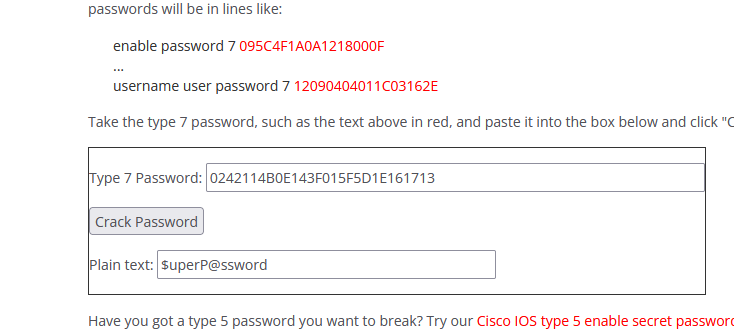 passwords will be in lines like:
enable password 7 095C4F1A0A1218000F
...
username user password 7 12090404011C03162E
Take the type 7 password, such as the text above in red, and paste it into the box below and click "C
Type 7 Password: 0242114B0E143F015F5D1E161713
Crack Password
Plain text: $uperP@ssword
Have you got a type 5 password you want to break? Try our Cisco IOS type 5 enable secret password